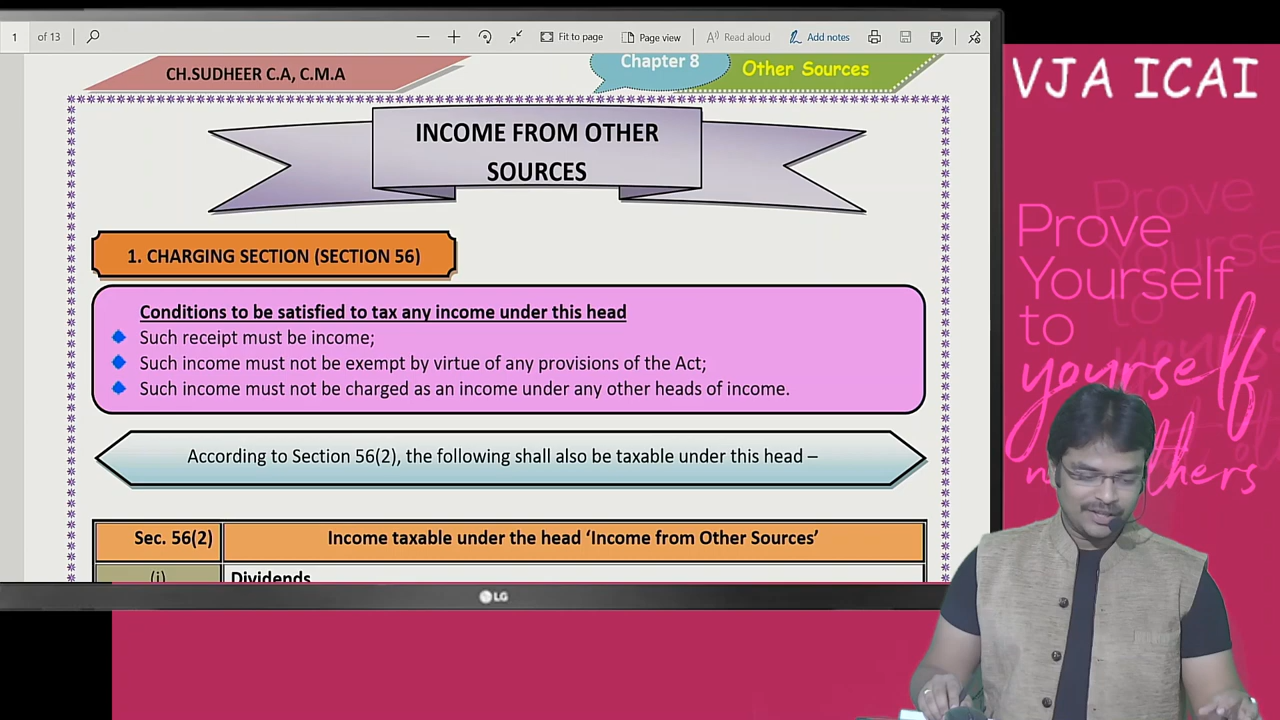 1 of 13
Fit to page
Page view
Read aloud
Add notes
CH.SUDHEER C.A, C.M.A
Chapter 8
Other Sources
VJA ICAI
INCOME FROM OTHER
SOURCES
1. CHARGING SECTION (SECTION 56)
Conditions to be satisfied to tax any income under this head
Such receipt must be income;
Such income must not be exempt by virtue of any provisions of the Act;
Such income must not be charged as an income under any other heads of income.
According to Section 56(2), the following shall also be taxable under this head –
Sec. 56(2)
Income taxable under the head ‘Income from Other Sources’
(i)
Dividends
LG
Prove
Yourself
to
yourself